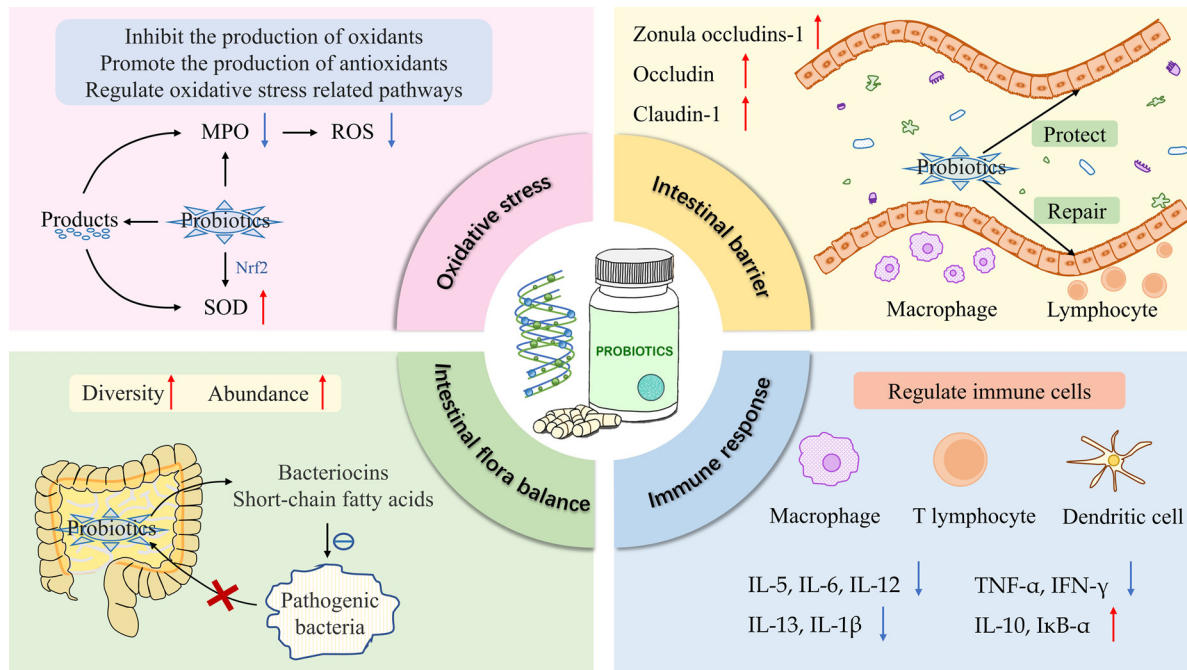 Inhibit the production of oxidants
Promote the production of antioxidants
Regulate oxidative stress related pathways
MPO
ROS
Products
Probiotics
Nrf2
SOD
Oxidative stress
Zonula occludins-1
Occludin
Claudin-1
Protect
Probiotics
Repair
Macrophage
Lymphocyte
Intestinal barrier
PROBIOTICS
Diversity
Abundance
Bacteriocins
Short-chain fatty acids
Probiotics
Pathogenic
bacteria
Intestinal flora balance
Immune response
Regulate immune cells
Macrophage
T lymphocyte
Dendritic cell
IL-5, IL-6, IL-12
TNF-α, IFN-γ
IL-13, IL-1β
IL-10, IκB-α